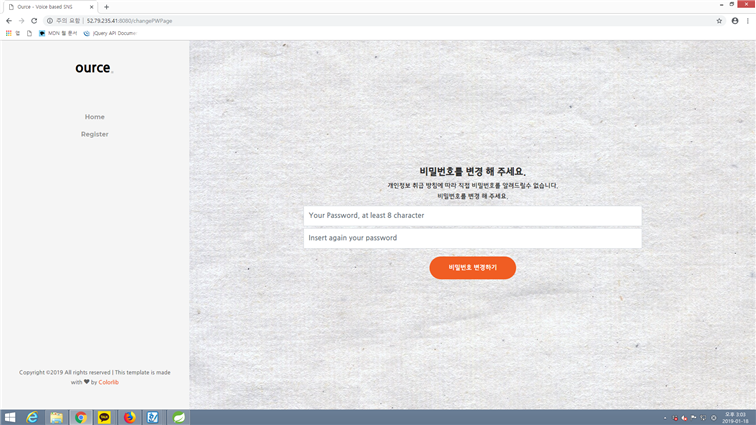 Ource - Voice based SNS
주의 요함 | 52.79.235.41:8080/changePWPage
앱 MDN 웹 문서 jQuery API Docume
ource.
Home
Register
비밀번호를 변경 해 주세요.
개인정보 취급 방침에 따라 직접 비밀번호를 알려드릴수 없습니다.
비밀번호를 변경 해 주세요.
Your Password, at least 8 character
Insert again your password
비밀번호 변경하기
Copyright ©2019 All rights reserved | This template is made
with ♥ by Colorlib
TALK
오후 3:03
2019-01-18